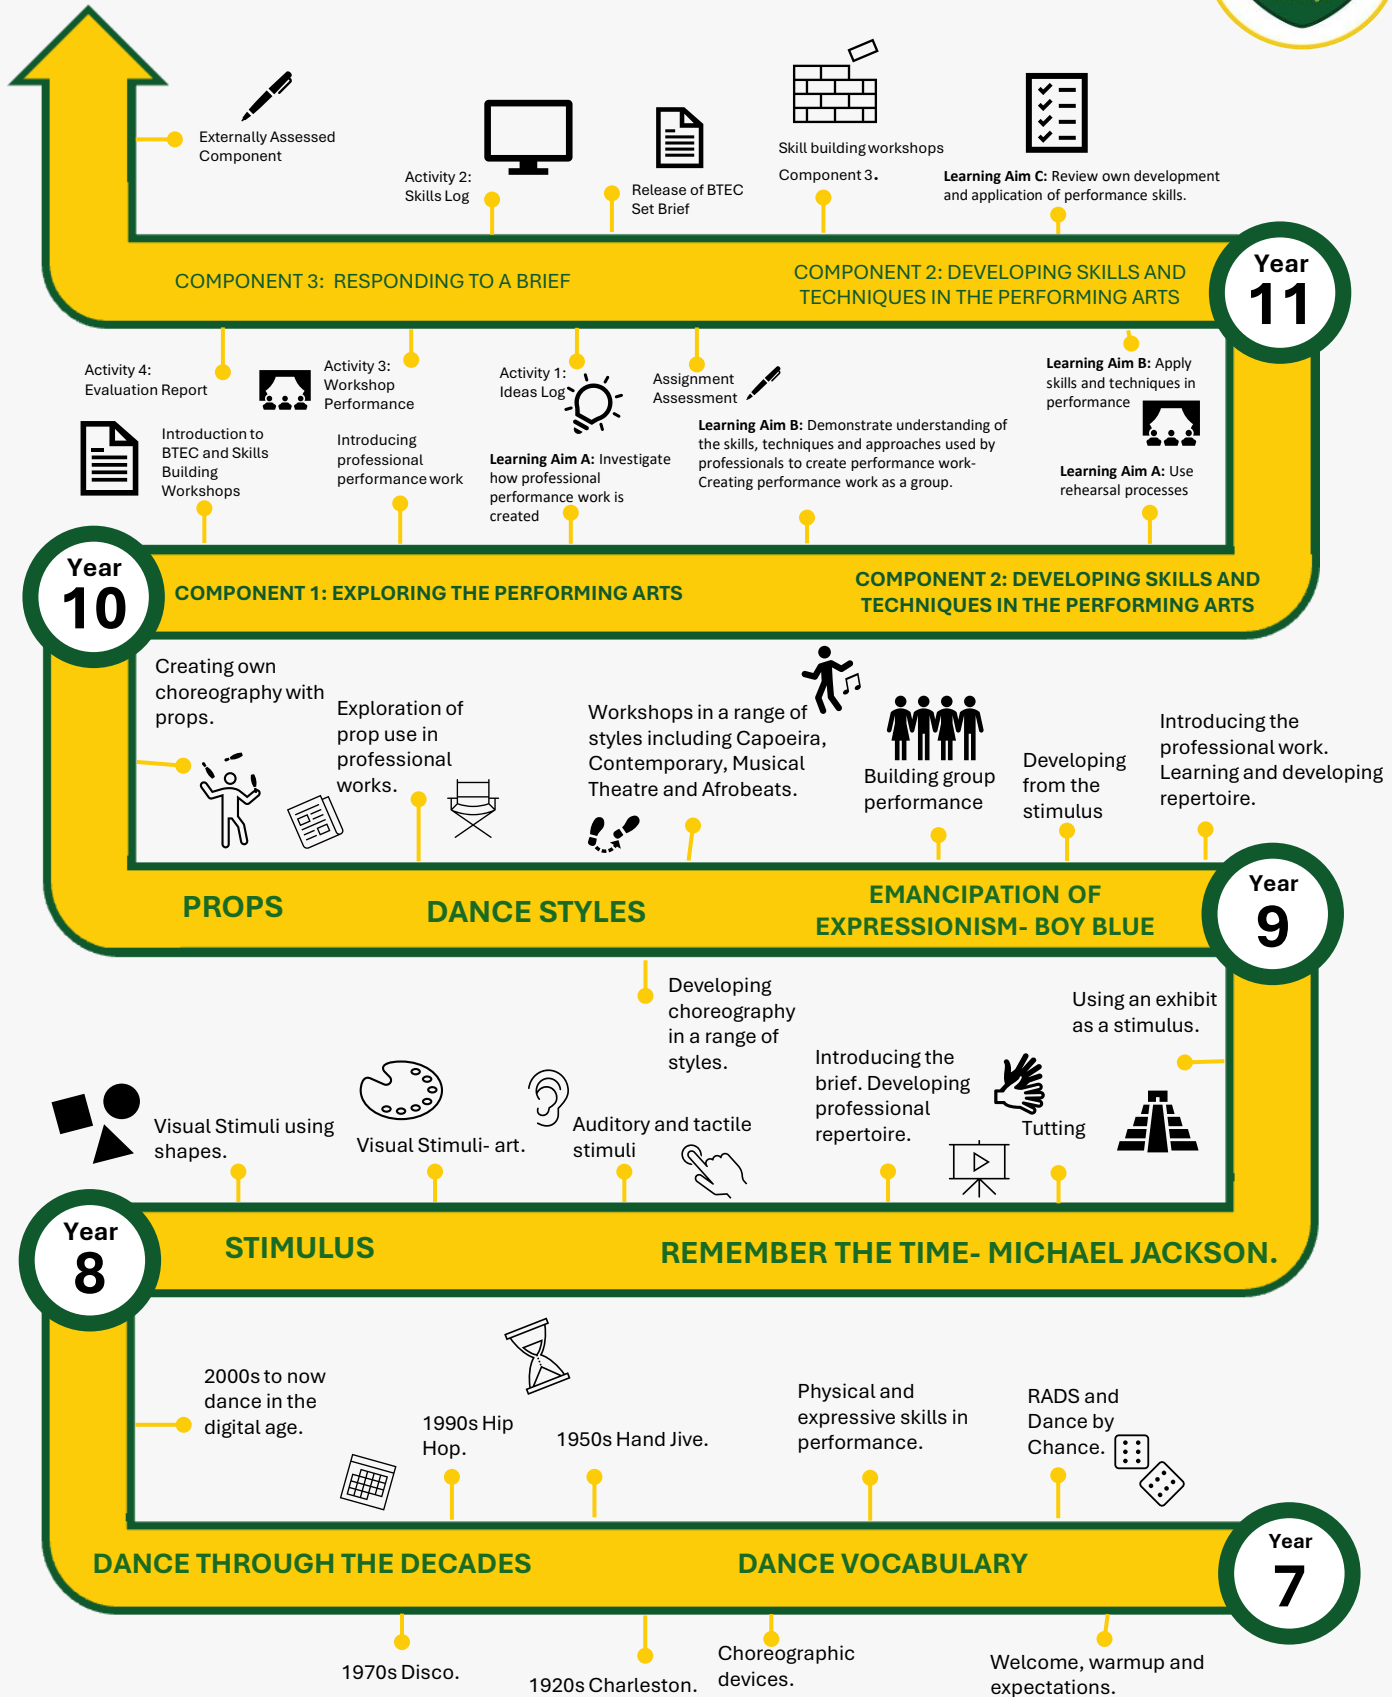 Externally Assessed
Component
Activity 2:
Skills Log
Release of BTEC
Set Brief
Skill building workshops
Component 3.
Learning Aim C: Review own development
and application of performance skills.
COMPONENT 3: RESPONDING TO A BRIEF
COMPONENT 2: DEVELOPING SKILLS AND
TECHNIQUES IN THE PERFORMING ARTS
Year
11
Activity 4:
Evaluation Report
Activity 3:
Workshop
Performance
Activity 1:
Ideas Log
Assignment
Assessment
Learning Aim B: Apply
skills and techniques in
performance
Introduction to
BTEC and Skills
Building
Workshops
Introducing
professional
performance work
Learning Aim A: Investigate
how professional
performance work is
created
Learning Aim B: Demonstrate understanding of
the skills, techniques and approaches used by
professionals to create performance work-
Creating performance work as a group.
Learning Aim A: Use
rehearsal processes
Year
10
COMPONENT 1: EXPLORING THE PERFORMING ARTS
COMPONENT 2: DEVELOPING SKILLS AND
TECHNIQUES IN THE PERFORMING ARTS
Creating own
choreography with
props.
Exploration of
prop use in
professional
works.
Workshops in a range of
styles including Capoeira,
Contemporary, Musical
Theatre and Afrobeats.
Building group
performance
Developing
from the
stimulus
Introducing the
professional work.
Learning and developing
repertoire.
PROPS
DANCE STYLES
EMANCIPATION OF
EXPRESSIONISM- BOY BLUE
Year
9
Developing
choreography
in a range of
styles.
Using an exhibit
as a stimulus.
Visual Stimuli using
shapes.
Visual Stimuli- art.
Auditory and tactile
stimuli
Introducing the
brief. Developing
professional
repertoire.
Tutting
Year
8
STIMULUS
REMEMBER THE TIME- MICHAEL JACKSON.
2000s to now
dance in the
digital age.
1990s Hip
Hop.
1950s Hand Jive.
Physical and
expressive skills in
performance.
RADS and
Dance by
Chance.
DANCE THROUGH THE DECADES
DANCE VOCABULARY
Year
7
1970s Disco.
1920s Charleston.
Choreographic
devices.
Welcome, warmup and
expectations.